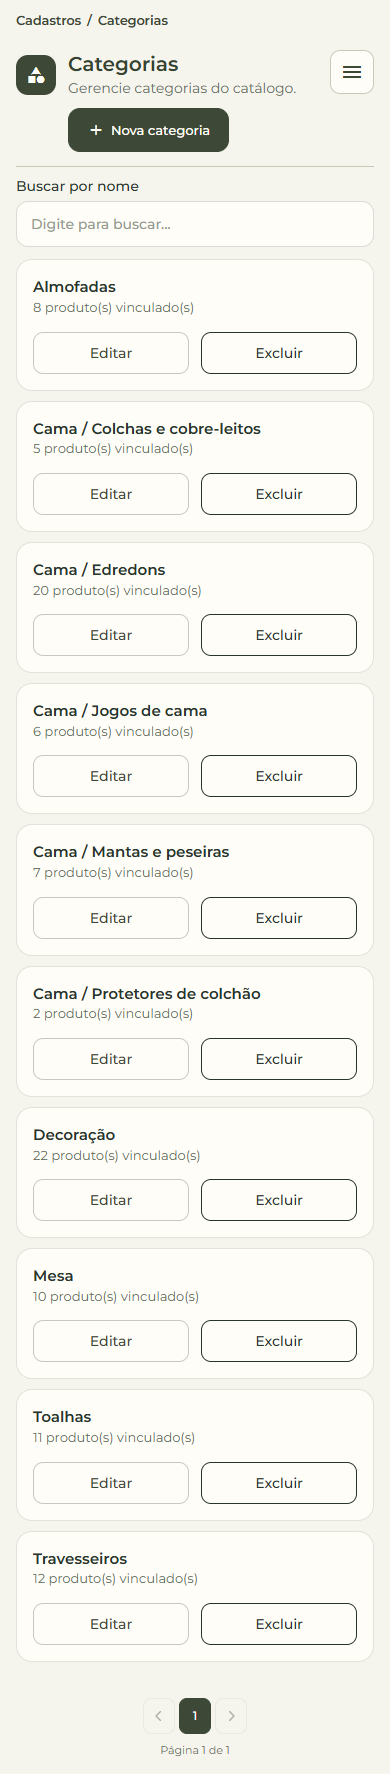 Cadastros / Categorias
Categorias
Gerencie categorias do catálogo.
+ Nova categoria
Buscar por nome
Digite para buscar...
Almofadas
8 produto(s) vinculado(s)
Editar Excluir
Cama / Colchas e cobre-leitos
5 produto(s) vinculado(s)
Editar Excluir
Cama / Edredons
20 produto(s) vinculado(s)
Editar Excluir
Cama / Jogos de cama
6 produto(s) vinculado(s)
Editar Excluir
Cama / Mantas e peseiras
7 produto(s) vinculado(s)
Editar Excluir
Cama / Protetores de colchão
2 produto(s) vinculado(s)
Editar Excluir
Decoração
22 produto(s) vinculado(s)
Editar Excluir
Mesa
10 produto(s) vinculado(s)
Editar Excluir
Toalhas
11 produto(s) vinculado(s)
Editar Excluir
Travesseiros
12 produto(s) vinculado(s)
Editar Excluir
1
Página 1 de 1